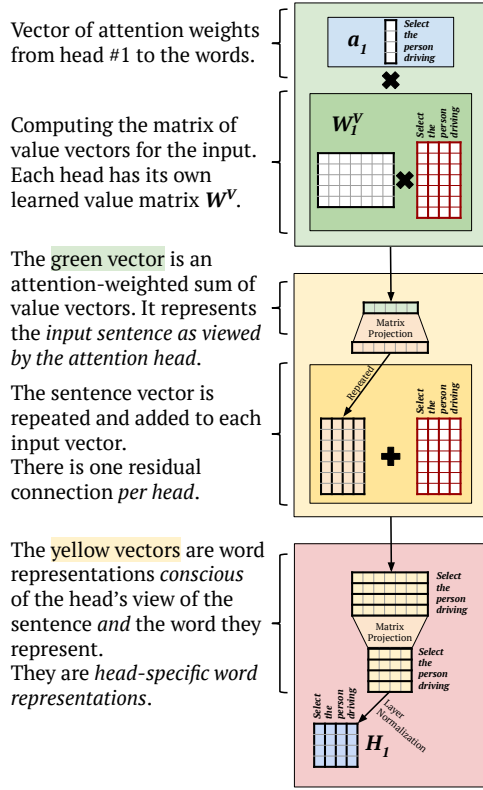 Vector of attention weights
from head #1 to the words.
a1
Select
the
person
driving
Computing the matrix of
value vectors for the input.
Each head has its own
learned value matrix W^V.
W1^V
Select
the
person
driving
The green vector is an
attention-weighted sum of
value vectors. It represents
the input sentence as viewed
by the attention head.
Matrix
Projection
The sentence vector is
repeated and added to each
input vector.
There is one residual
connection per head.
Repeated
Select
the
person
driving
The yellow vectors are word
representations conscious
of the head's view of the
sentence and the word they
represent.
They are head-specific word
representations.
Select
the
person
driving
Matrix
Projection
Select
the
person
driving
Layer
Normalization
Select
the
person
driving
H1